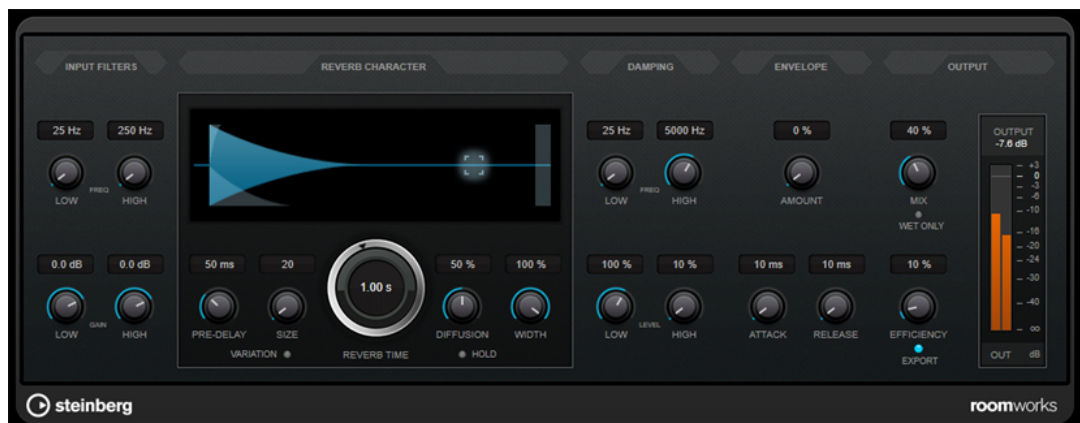 INPUT FILTERS
REVERB CHARACTER
DAMPING
ENVELOPE
OUTPUT
25 Hz 250 Hz
LOW FREQ HIGH
0.0 dB 0.0 dB
LOW GAIN HIGH
50 ms 20
PRE-DELAY SIZE
VARIATION
1.00 s
REVERB TIME
50 % 100 %
DIFFUSION WIDTH
HOLD
25 Hz 5000 Hz
LOW FREQ HIGH
100 % 10 %
LOW LEVEL HIGH
0 %
AMOUNT
10 ms 10 ms
ATTACK RELEASE
40 %
MIX
WET ONLY
10 %
EFFICIENCY
EXPORT
OUTPUT
-7.6 dB
+3
0
-3
-6
-10
-16
-20
-24
-30
-40
∞
OUT dB
steinberg
roomworks